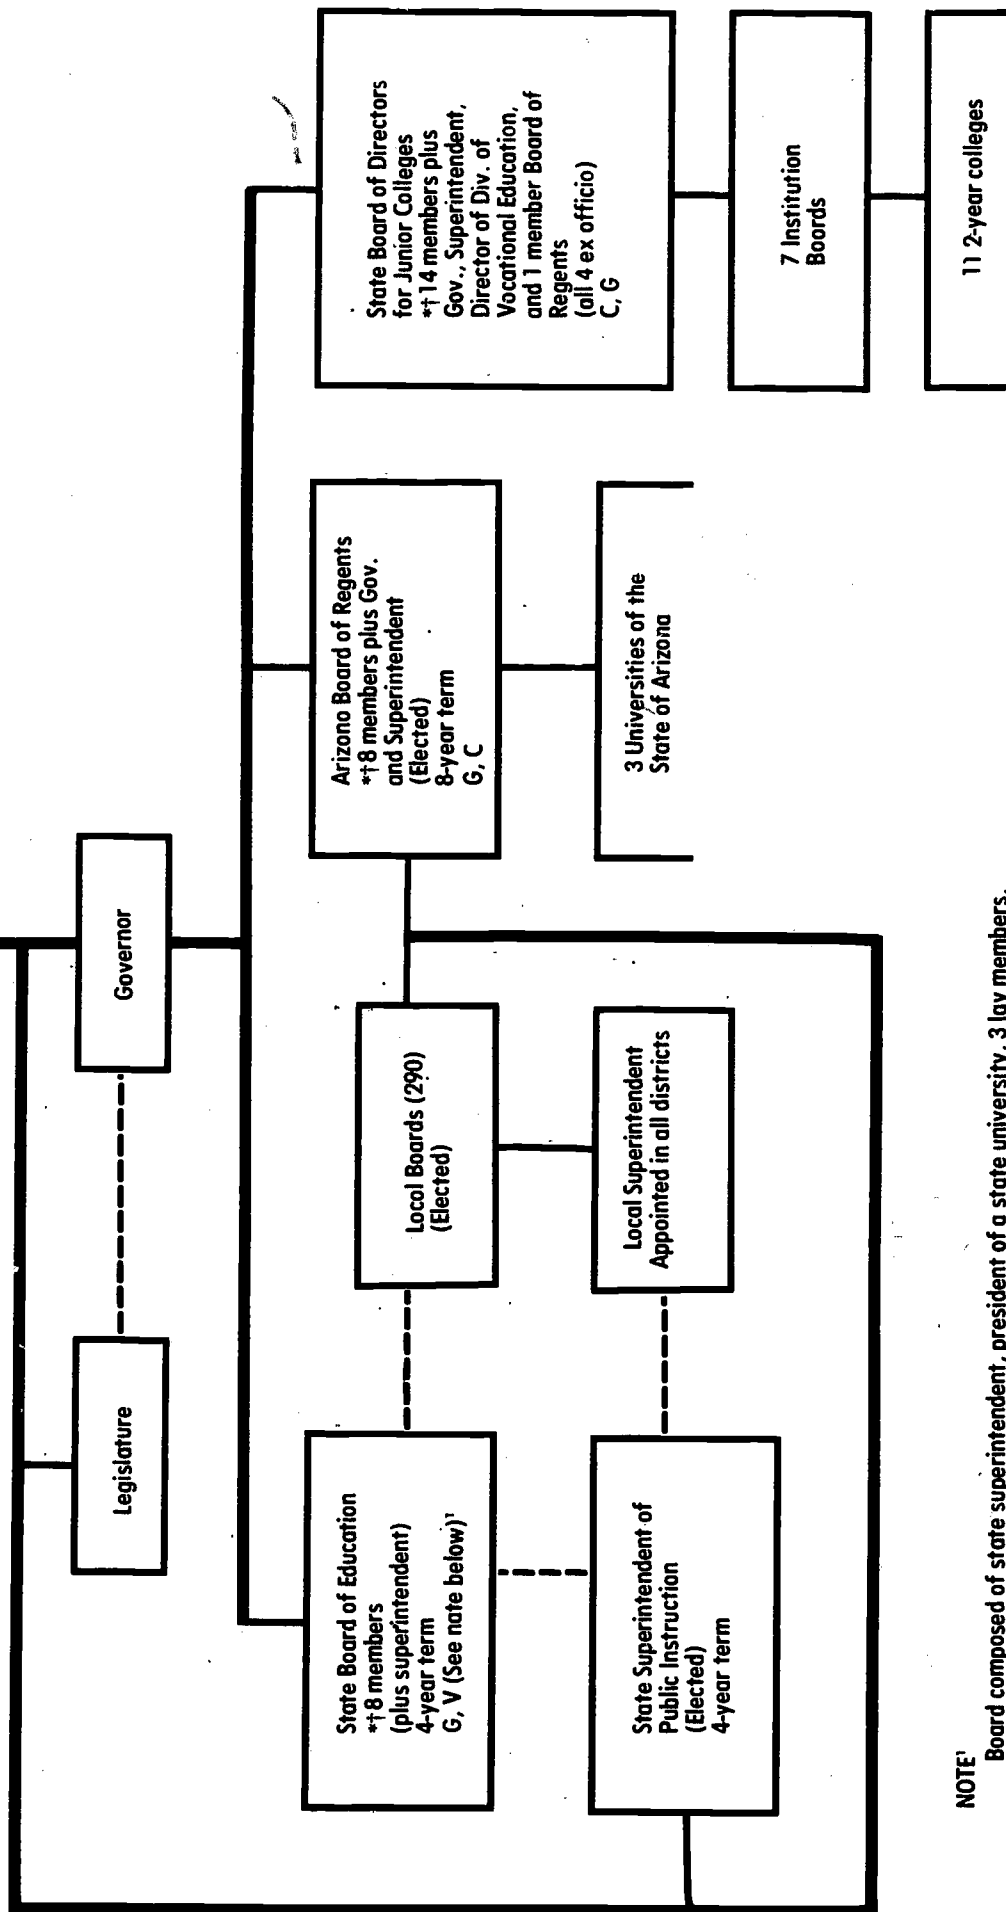 Legislature
Governor
State Board of Education
*†8 members
(plus superintendent)
4-year term
G, V (See nate below)¹
Local Boards (290)
(Elected)
Arizono Board of Regents
*†8 members plus Gov.
and Superintendent
(Elected)
8-year term
G, C
State Board of Directors
for Junior Colleges
*†14 members plus
Gov., Superintendent,
Director of Div. of
Vocational Education,
and 1 member Board of
Regents
(all 4 ex officio)
C, G
State Superintendent of
Public Instruction
(Elected)
4-year term
Local Superintendent
Appointed in all districts
3 Universities of the
State of Arizona
7 Institution
Boords
11 2-year colleges
NOTE¹
Board composed of state superintendent, president of a state university, 3 lay members,